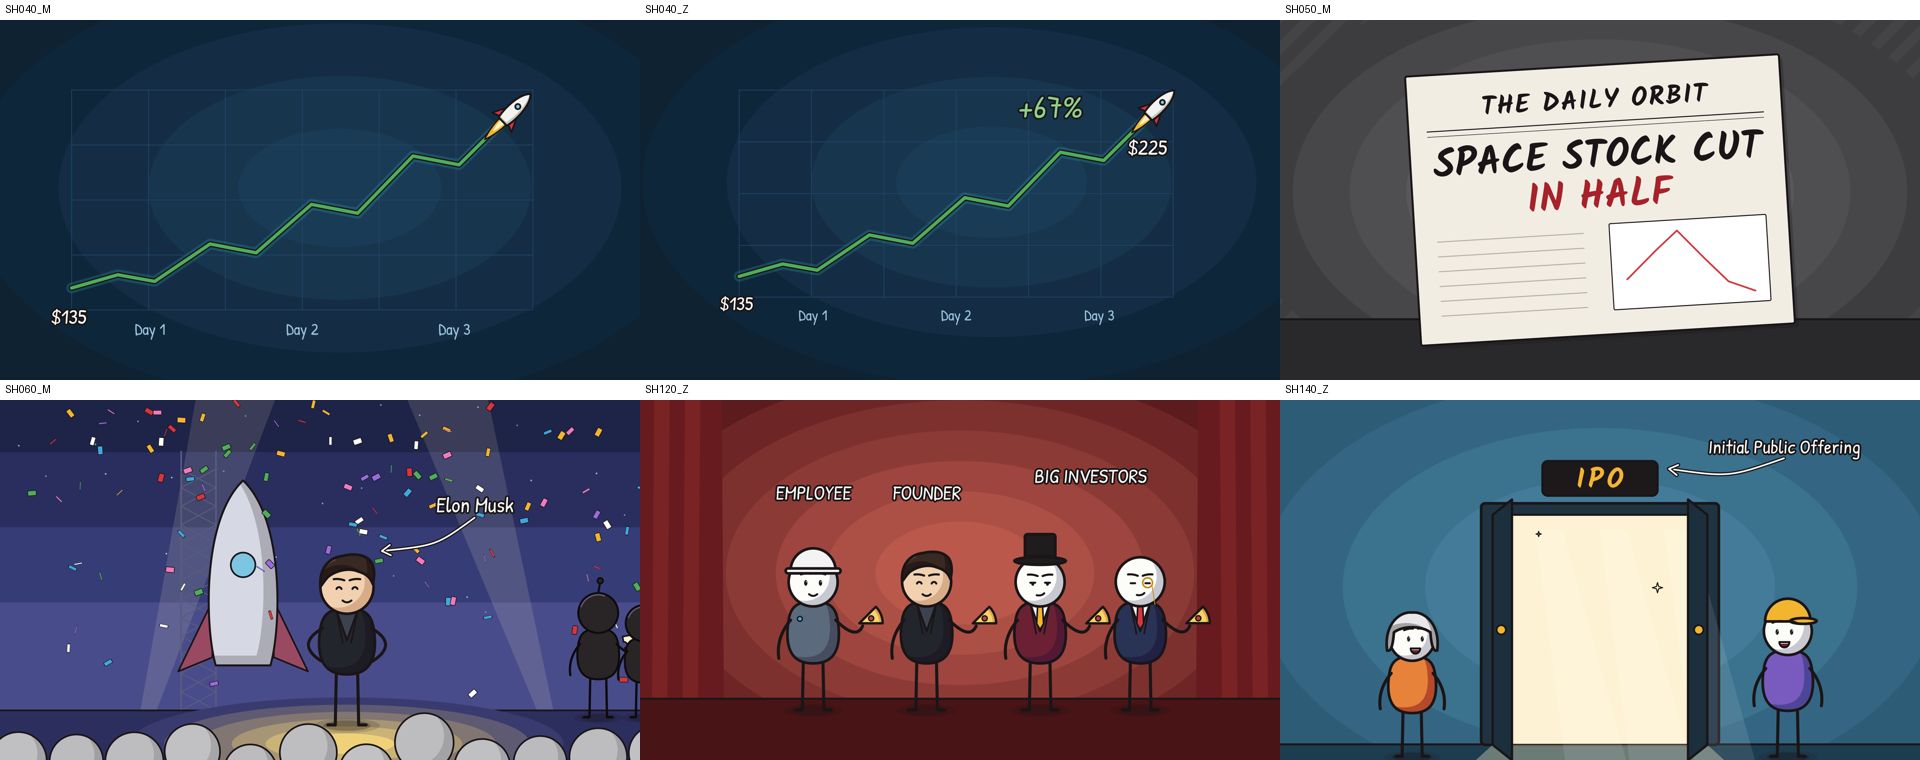 SH040_M
$135
Day 1
Day 2
Day 3
SH040_Z
+67%
$225
$135
Day 1
Day 2
Day 3
SH050_M
THE DAILY ORBIT
SPACE STOCK CUT
IN HALF
SH060_M
Elon Musk
SH120_Z
EMPLOYEE
FOUNDER
BIG INVESTORS
SH140_Z
Initial Public Offering
IPO